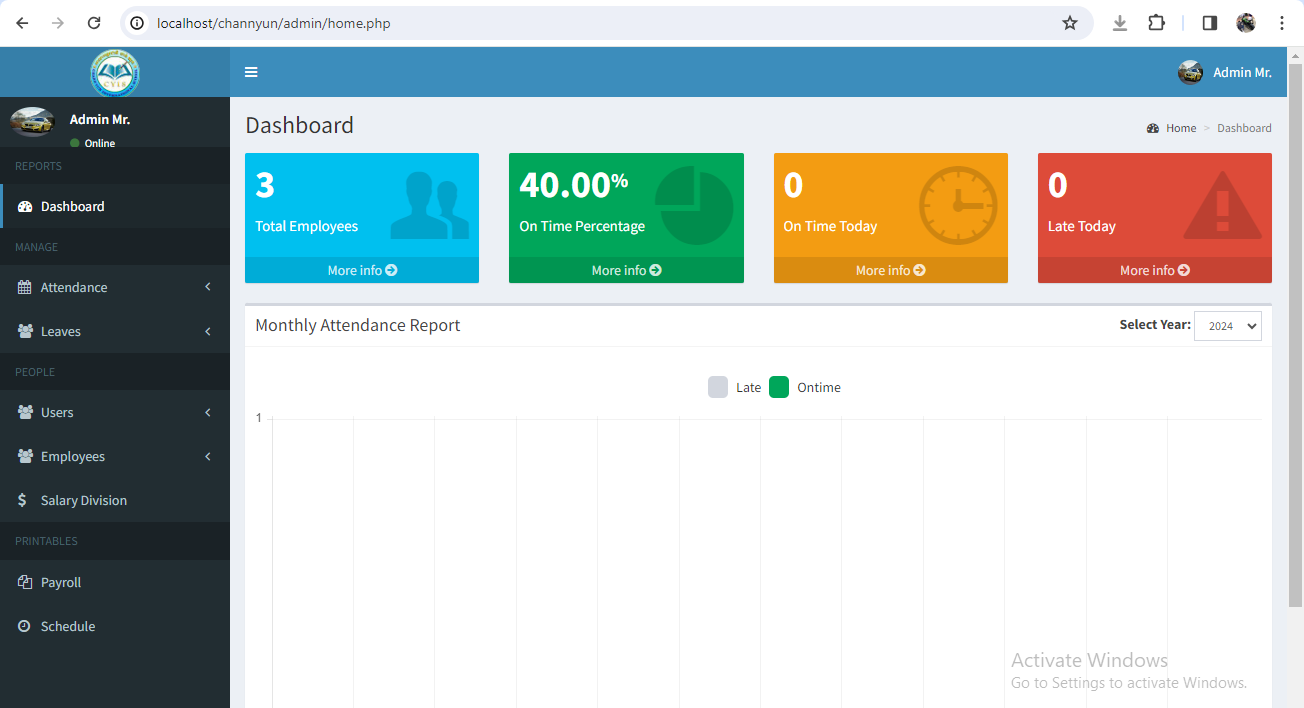 localhost/channyun/admin/home.php
Admin Mr.
Admin Mr.
Online
REPORTS
Dashboard
MANAGE
Attendance
Leaves
PEOPLE
Users
Employees
Salary Division
PRINTABLES
Payroll
Schedule
Dashboard
Home > Dashboard
3
Total Employees
More info
40.00%
On Time Percentage
More info
0
On Time Today
More info
0
Late Today
More info
Monthly Attendance Report
Select Year: 2024
Late Ontime
1
Activate Windows
Go to Settings to activate Windows.